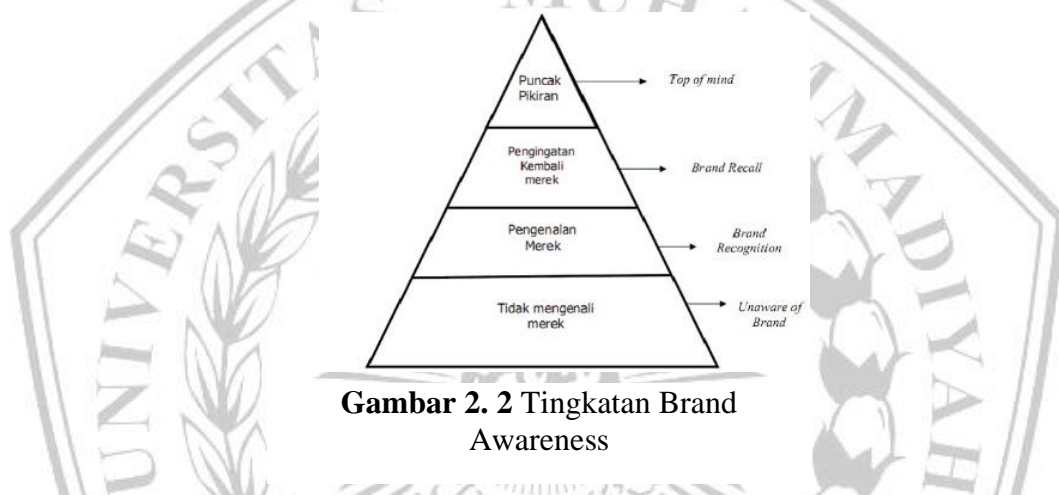 Puncak
Pikiran
Top of mind
Pengingatan
Kembali
merek
Brand Recall
Pengenalan
Merek
Brand
Recognition
Tidak mengenali
merek
Unaware of
Brand
Gambar 2. 2 Tingkatan Brand
Awareness